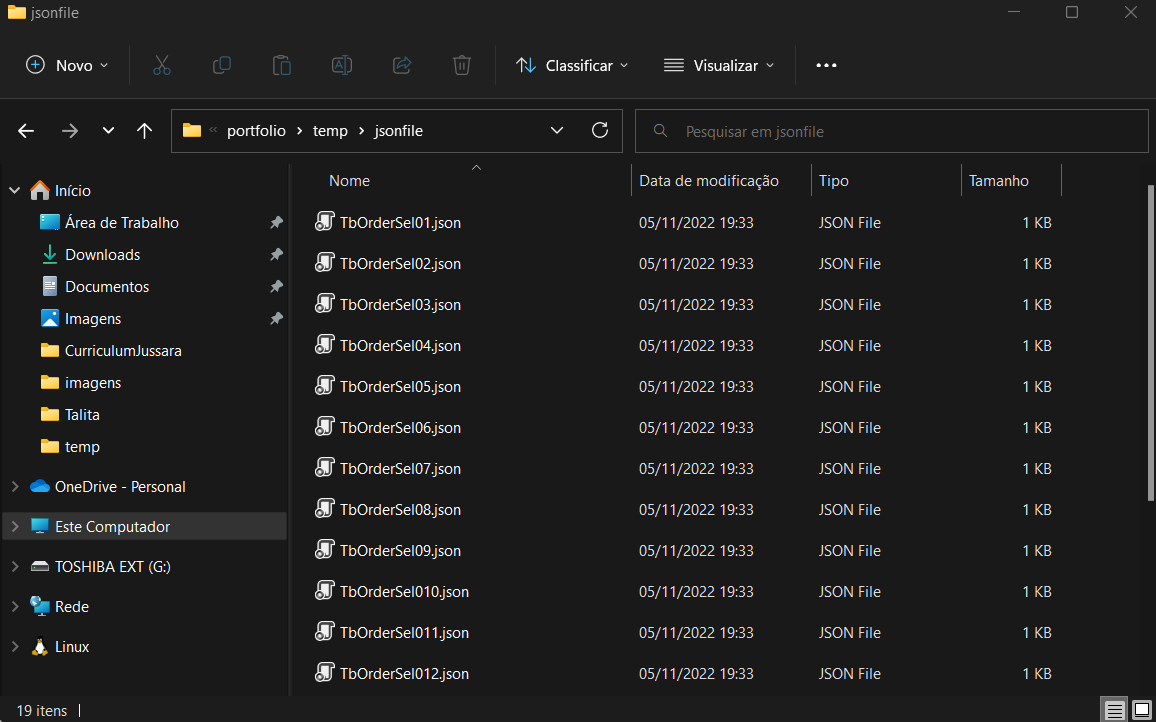 jsonfile
Novo
Classificar
Visualizar
portfolio temp jsonfile
Pesquisar em jsonfile
Início
Área de Trabalho
Downloads
Documentos
Imagens
CurriculumJussara
imagens
Talita
temp
OneDrive - Personal
Este Computador
TOSHIBA EXT (G:)
Rede
Linux
Nome Data de modificação Tipo Tamanho
TbOrderSel01.json 05/11/2022 19:33 JSON File 1 KB
TbOrderSel02.json 05/11/2022 19:33 JSON File 1 KB
TbOrderSel03.json 05/11/2022 19:33 JSON File 1 KB
TbOrderSel04.json 05/11/2022 19:33 JSON File 1 KB
TbOrderSel05.json 05/11/2022 19:33 JSON File 1 KB
TbOrderSel06.json 05/11/2022 19:33 JSON File 1 KB
TbOrderSel07.json 05/11/2022 19:33 JSON File 1 KB
TbOrderSel08.json 05/11/2022 19:33 JSON File 1 KB
TbOrderSel09.json 05/11/2022 19:33 JSON File 1 KB
TbOrderSel010.json 05/11/2022 19:33 JSON File 1 KB
TbOrderSel011.json 05/11/2022 19:33 JSON File 1 KB
TbOrderSel012.json 05/11/2022 19:33 JSON File 1 KB
19 itens